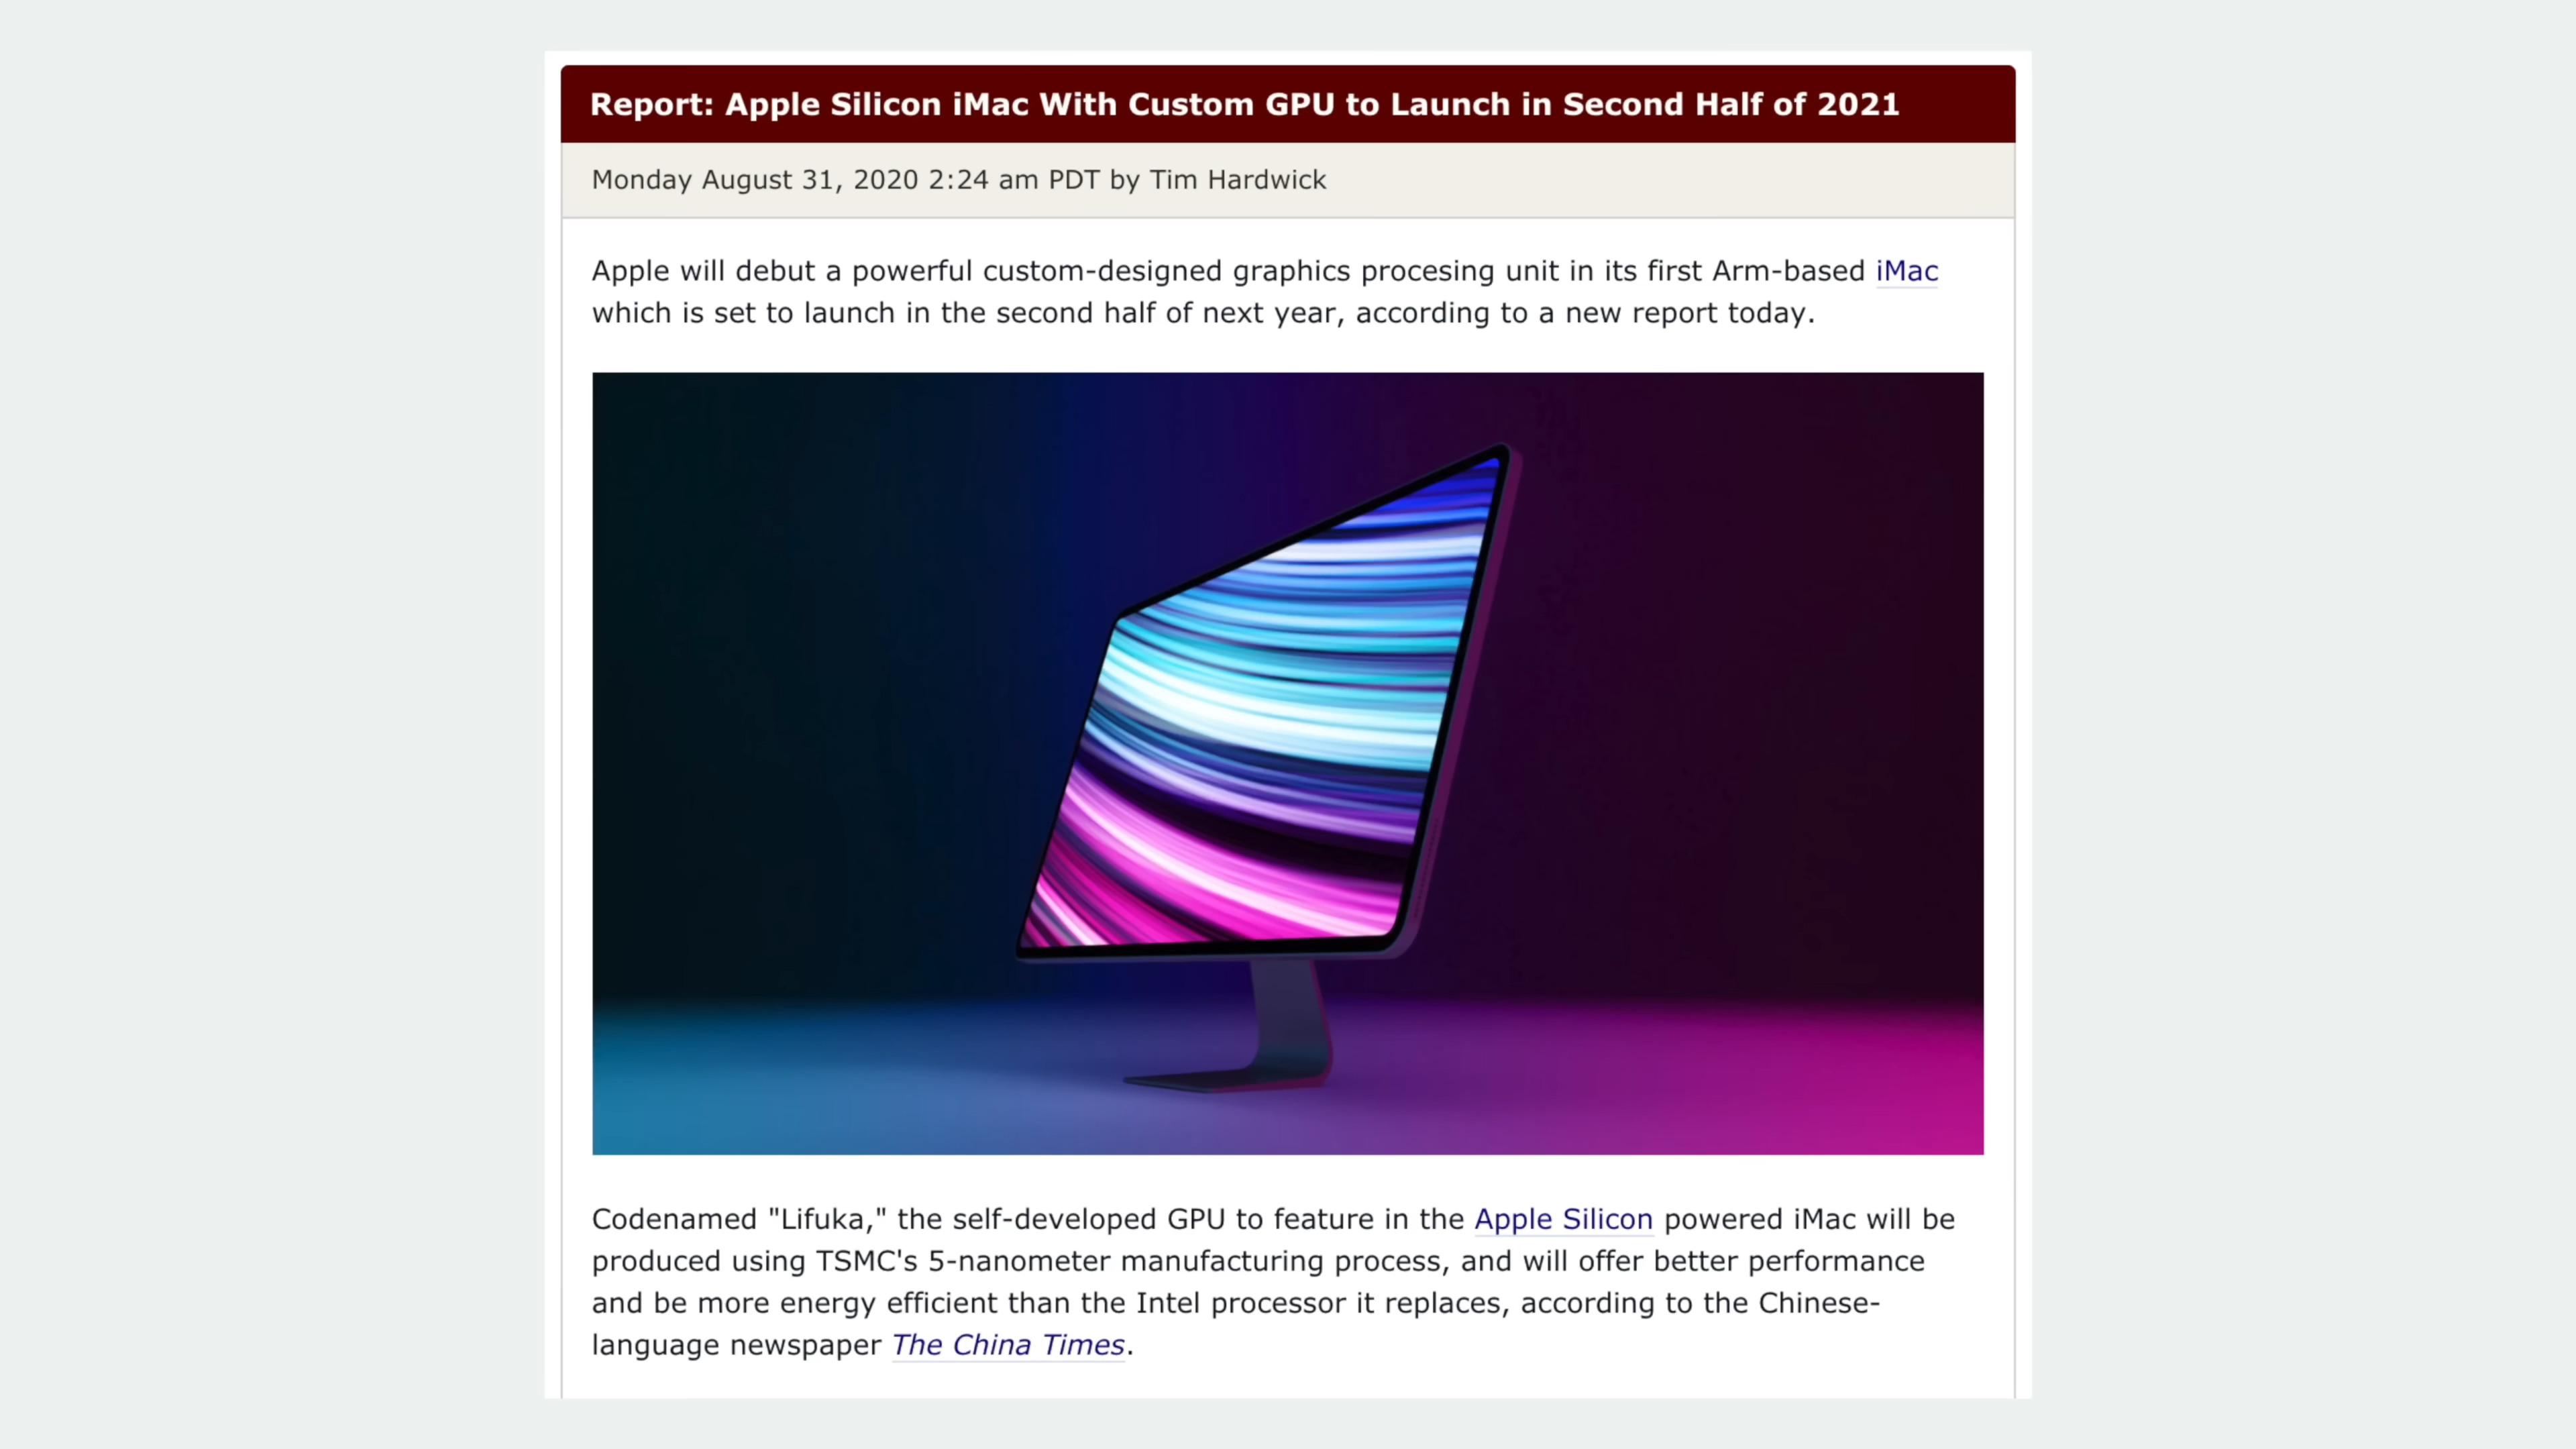 Report: Apple Silicon iMac With Custom GPU to Launch in Second Half of 2021
Monday August 31, 2020 2:24 am PDT by Tim Hardwick
Apple will debut a powerful custom-designed graphics procesing unit in its first Arm-based iMac
which is set to launch in the second half of next year, according to a new report today.
Codenamed "Lifuka," the self-developed GPU to feature in the Apple Silicon powered iMac will be
produced using TSMC's 5-nanometer manufacturing process, and will offer better performance
and be more energy efficient than the Intel processor it replaces, according to the Chinese-
language newspaper The China Times.